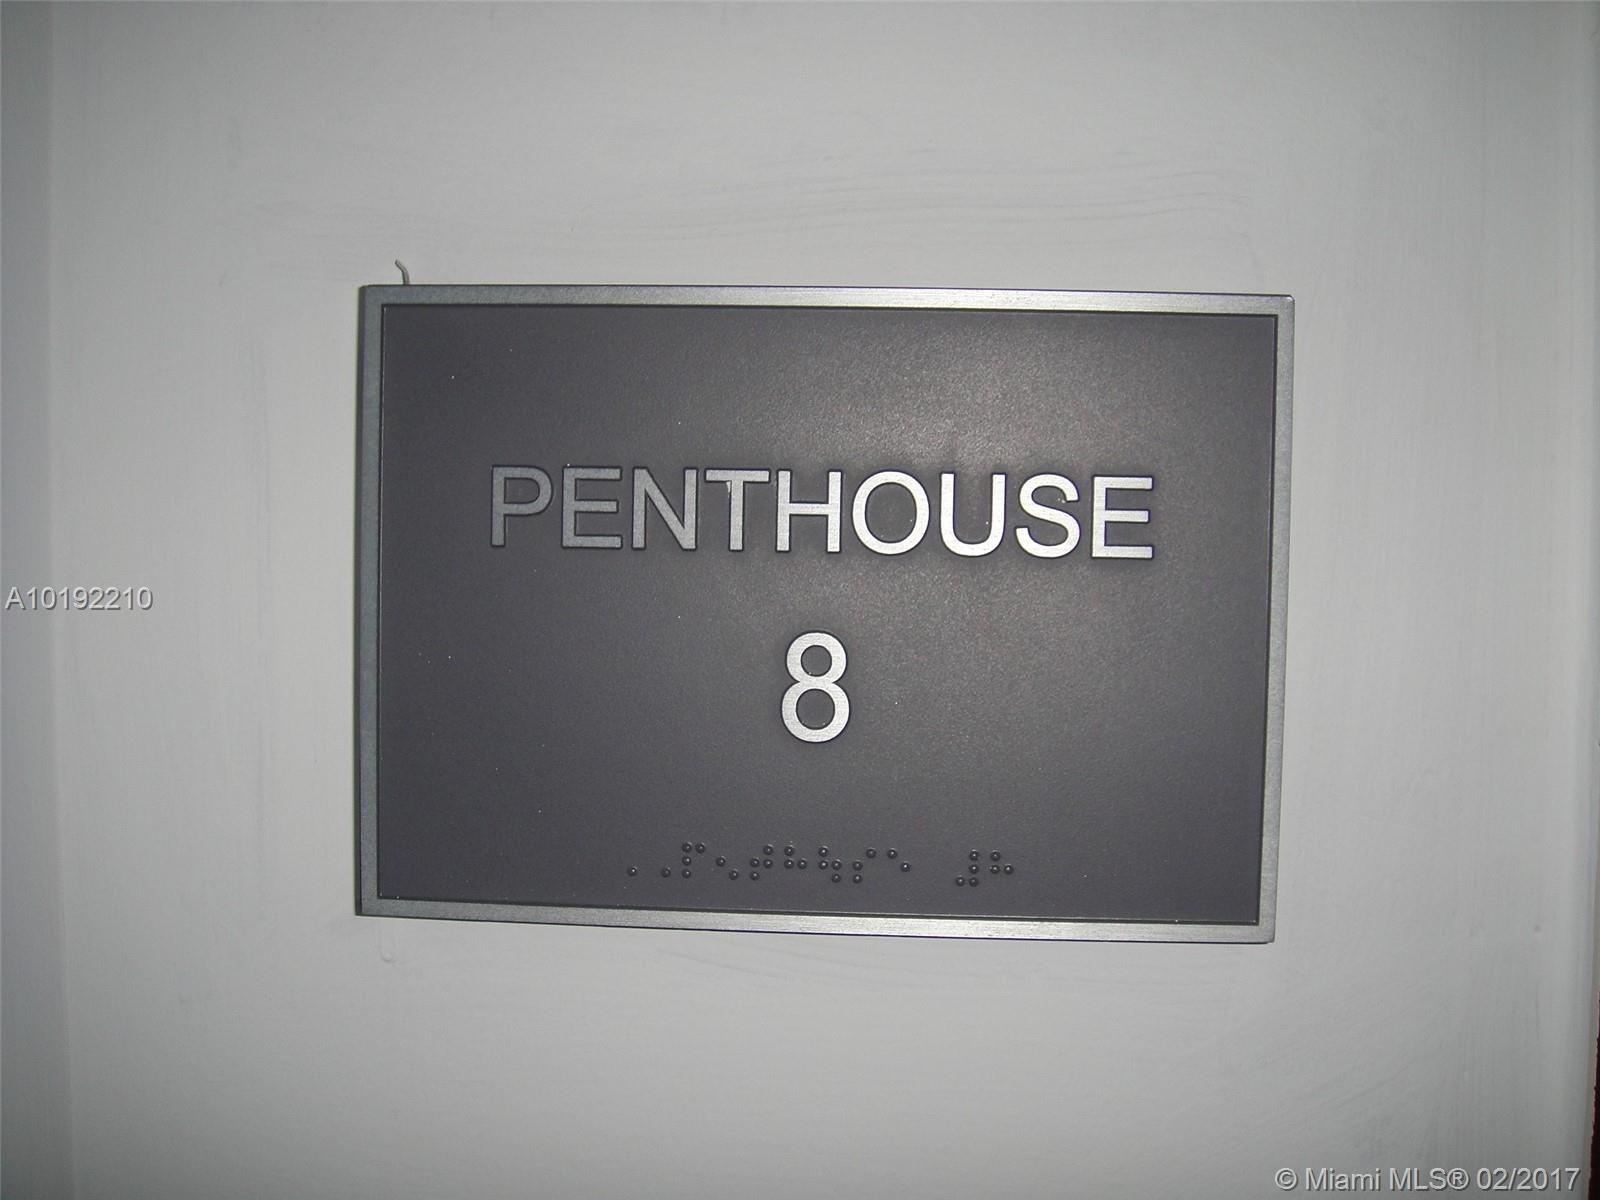 PENTHOUSE
8
A10192210
© Miami MLS® 02/2017